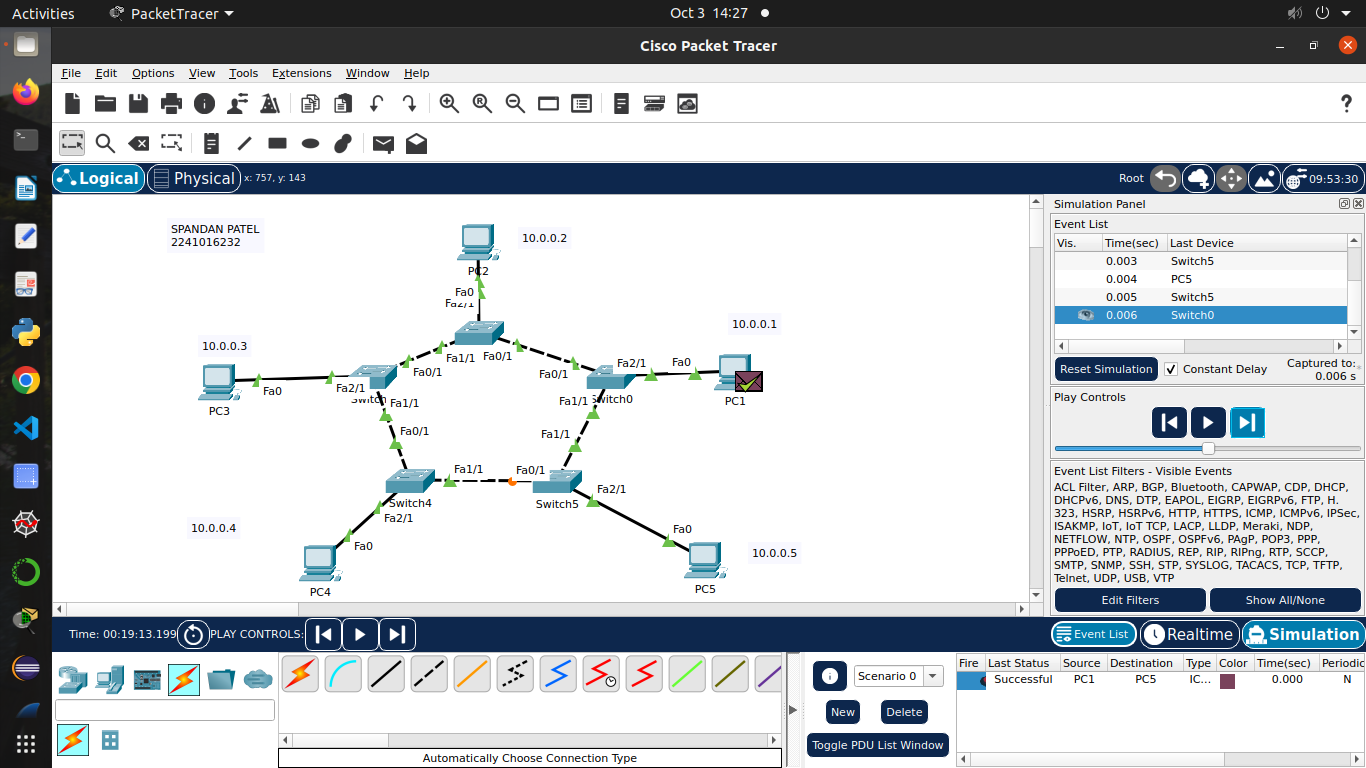 Activities
PacketTracer
Oct 3 14:27
Cisco Packet Tracer
File Edit Options View Tools Extensions Window Help
Logical
Physical
x: 757, y: 143
Root
09:53:30
SPANDAN PATEL
2241016232
10.0.0.2
PC2
Fa0
Fa2/1
10.0.0.1
10.0.0.3
Fa1/1
Fa0/1
Fa0/1
Fa0/1
Fa2/1
Fa0
PC1
Fa0
Fa2/1
PC3
Switch
Fa1/1
Fa1/1
Switch0
Fa0/1
Fa1/1
Fa1/1
Fa0/1
Switch4
Switch5
Fa2/1
Fa2/1
10.0.0.4
Fa0
Fa0
10.0.0.5
PC4
PC5
Simulation Panel
Event List
Vis. Time(sec) Last Device
0.003 Switch5
0.004 PC5
0.005 Switch5
0.006 Switch0
Reset Simulation
Constant Delay
Captured to:
0.006 s
Play Controls
Event List Filters - Visible Events
ACL Filter, ARP, BGP, Bluetooth, CAPWAP, CDP, DHCP,
DHCPv6, DNS, DTP, EAPOL, EIGRP, EIGRPv6, FTP, H.
323, HSRP, HSRPv6, HTTP, HTTPS, ICMP, ICMPv6, IPSec,
ISAKMP, IoT, IoT TCP, LACP, LLDP, Meraki, NDP,
NETFLOW, NTP, OSPF, OSPFv6, PAgP, POP3, PPP,
PPPoED, PTP, RADIUS, REP, RIP, RIPng, RTP, SCCP,
SMTP, SNMP, SSH, STP, SYSLOG, TACACS, TCP, TFTP,
Telnet, UDP, USB, VTP
Edit Filters
Show All/None
Time: 00:19:13.199
PLAY CONTROLS:
Event List
Realtime
Simulation
Scenario 0
New
Delete
Toggle PDU List Window
Automatically Choose Connection Type
Fire Last Status Source Destination Type Color Time(sec) Periodic
Successful PC1 PC5 IC... 0.000 N